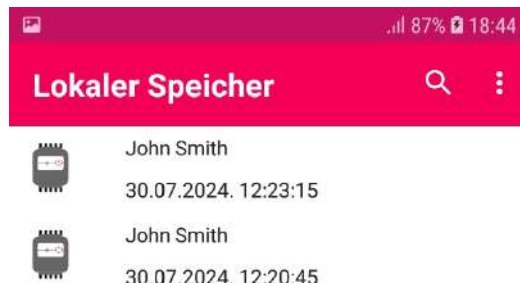 87% 18:44
Lokaler Speicher
John Smith
30.07.2024. 12:23:15
John Smith
30.07.2024. 12:20:45